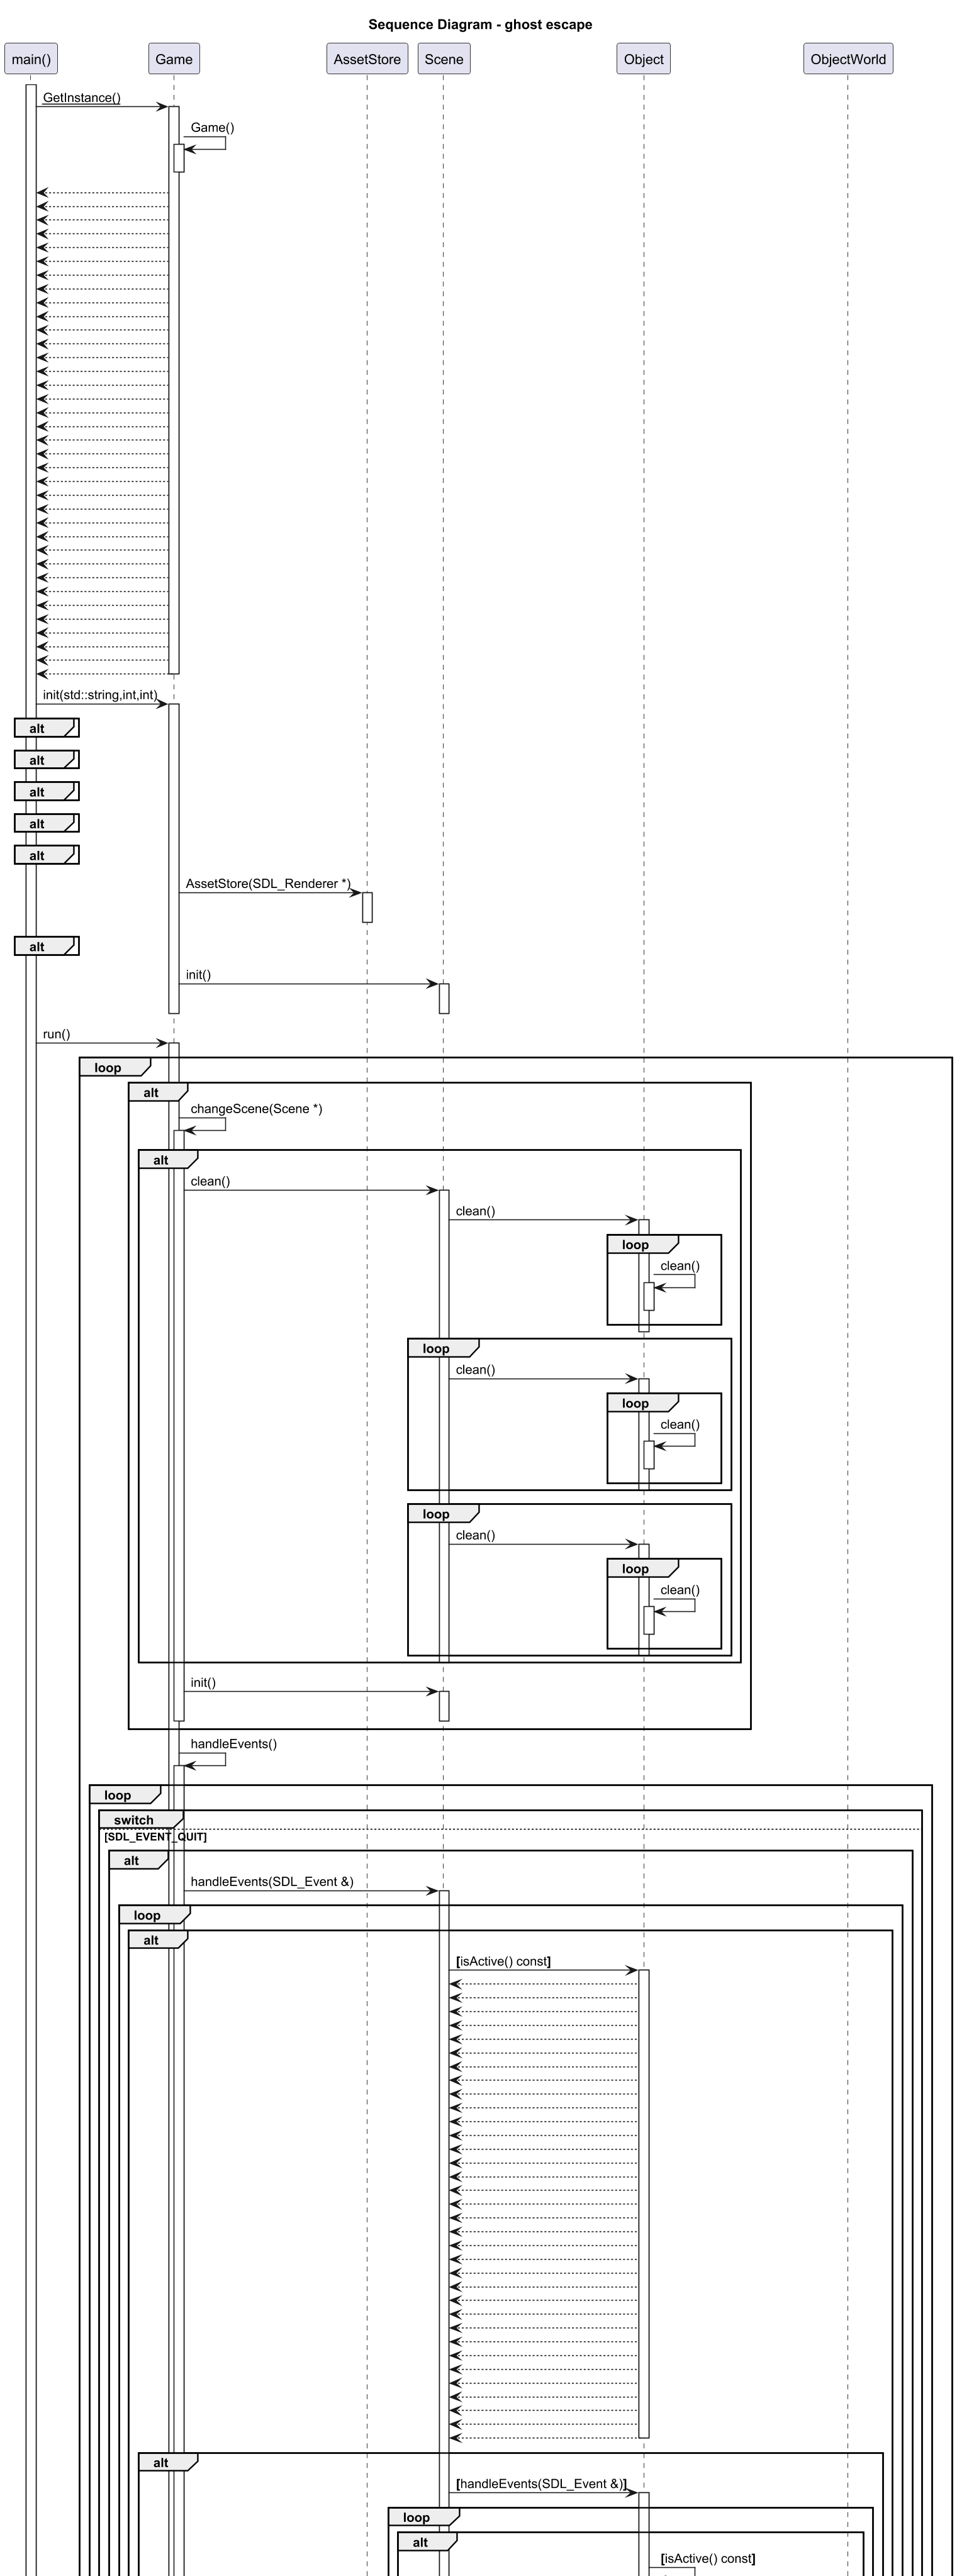 Sequence Diagram - ghost escape
main() Game AssetStore Scene Object ObjectWorld
GetInstance()
Game()
init(std::string,int,int)
alt
alt
alt
alt
alt
AssetStore(SDL_Renderer *)
alt
init()
run()
loop
alt
changeScene(Scene *)
alt
clean()
clean()
loop
clean()
loop
clean()
loop
clean()
loop
clean()
loop
clean()
init()
handleEvents()
loop
switch
[SDL_EVENT_QUIT]
alt
handleEvents(SDL_Event &)
loop
alt
[isActive() const]
alt
[handleEvents(SDL_Event &)]
loop
alt
[isActive() const]